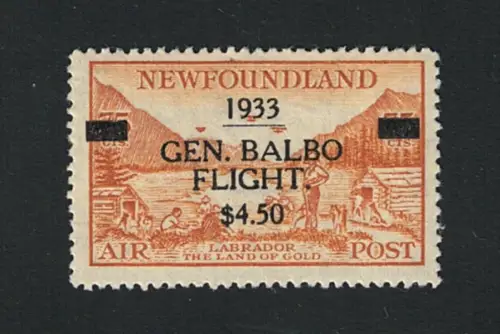 NEWFOUNDLAND
1933
GEN. BALBO
FLIGHT.
$4.50
LABRADOR
AIR THE LAND OF GOLD POST